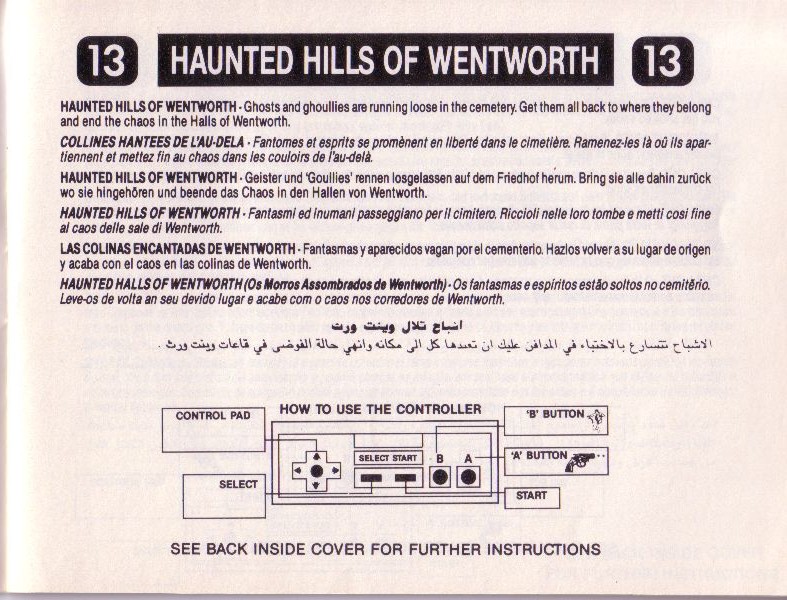 13 HAUNTED HILLS OF WENTWORTH 13
HAUNTED HILLS OF WENTWORTH - Ghosts and ghoullies are running loose in the cemetery. Get them all back to where they belong
and end the chaos in the Halls of Wentworth.
COLLINES HANTEES DE L'AU-DELA - Fantomes et esprits se promènent en liberté dans le cimetière. Ramenez-les là oû ils apar-
tiennent et mettez fin au chaos dans les couloirs de l'au-delà.
HAUNTED HILLS OF WENTWORTH - Geister und 'Goullies' rennen losgelassen auf dem Friedhof herum. Bring sie alle dahin zurück
wo sie hingehören und beende das Chaos in den Hallen von Wentworth.
HAUNTED HILLS OF WENTWORTH - Fantasmi ed inumani passeggiano per il cimitero. Riccioli nelle loro tombe e metti cosi fine
al caos delle sale di Wentworth.
LAS COLINAS ENCANTADAS DE WENTWORTH - Fantasmas y aparecidos vagan por el cementerio. Hazlos volver a su lugar de origen
y acaba con el caos en las colinas de Wentworth.
HAUNTED HALLS OF WENTWORTH (Os Morros Assombrados de Wentworth) - Os fantasmas e espíritos estão soltos no cemitério.
Leve-os de volta an seu devido lugar e acabe com o caos nos corredores de Wentworth.
اشباح تلال وينت ورث
الاشباح تتسارع بالاختباء في المدافن عليك ان تعيدها كل الى مكانه وانهي حالة الفوضى في قاعات وينت ورث .
CONTROL PAD HOW TO USE THE CONTROLLER 'B' BUTTON
SELECT START B A 'A' BUTTON
SELECT START
SEE BACK INSIDE COVER FOR FURTHER INSTRUCTIONS